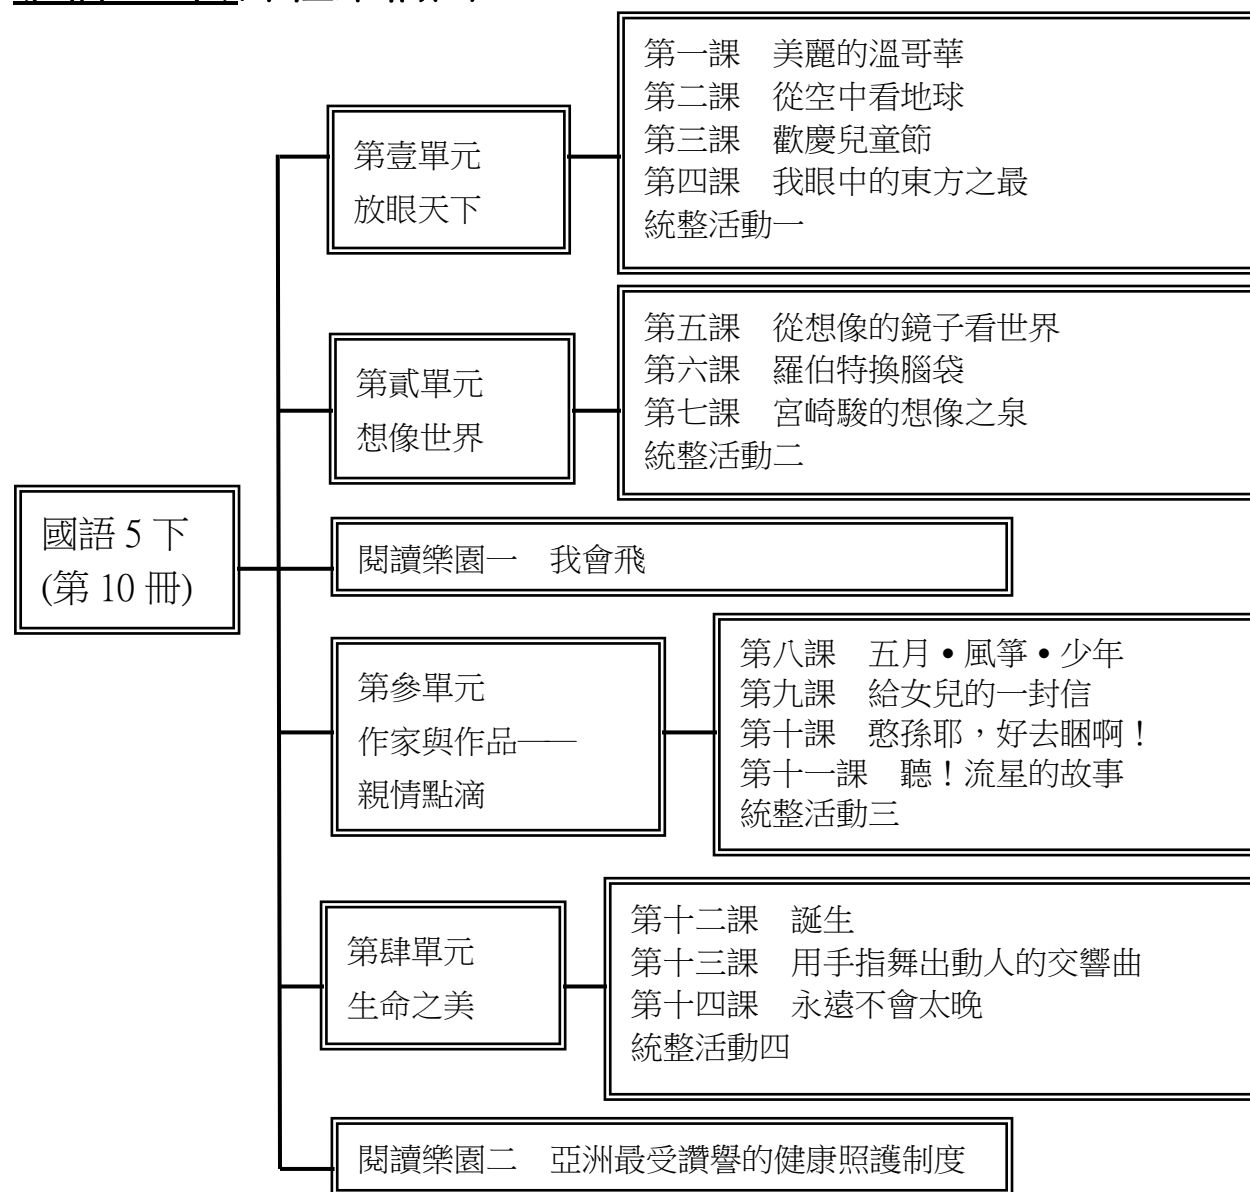 第一課　美麗的溫哥華
第二課　從空中看地球
第三課　歡慶兒童節
第四課　我眼中的東方之最
統整活動一
第壹單元
放眼天下
第五課　從想像的鏡子看世界
第六課　羅伯特換腦袋
第七課　宮崎駿的想像之泉
統整活動二
第貳單元
想像世界
國語 5 下
(第 10 冊)
閱讀樂園一　我會飛
第八課　五月•風箏•少年
第九課　給女兒的一封信
第十課　憨孫耶，好去睏啊！
第十一課　聽！流星的故事
統整活動三
第參單元
作家與作品——
親情點滴
第十二課　誕生
第十三課　用手指舞出動人的交響曲
第十四課　永遠不會太晚
統整活動四
第肆單元
生命之美
閱讀樂園二　亞洲最受讚譽的健康照護制度